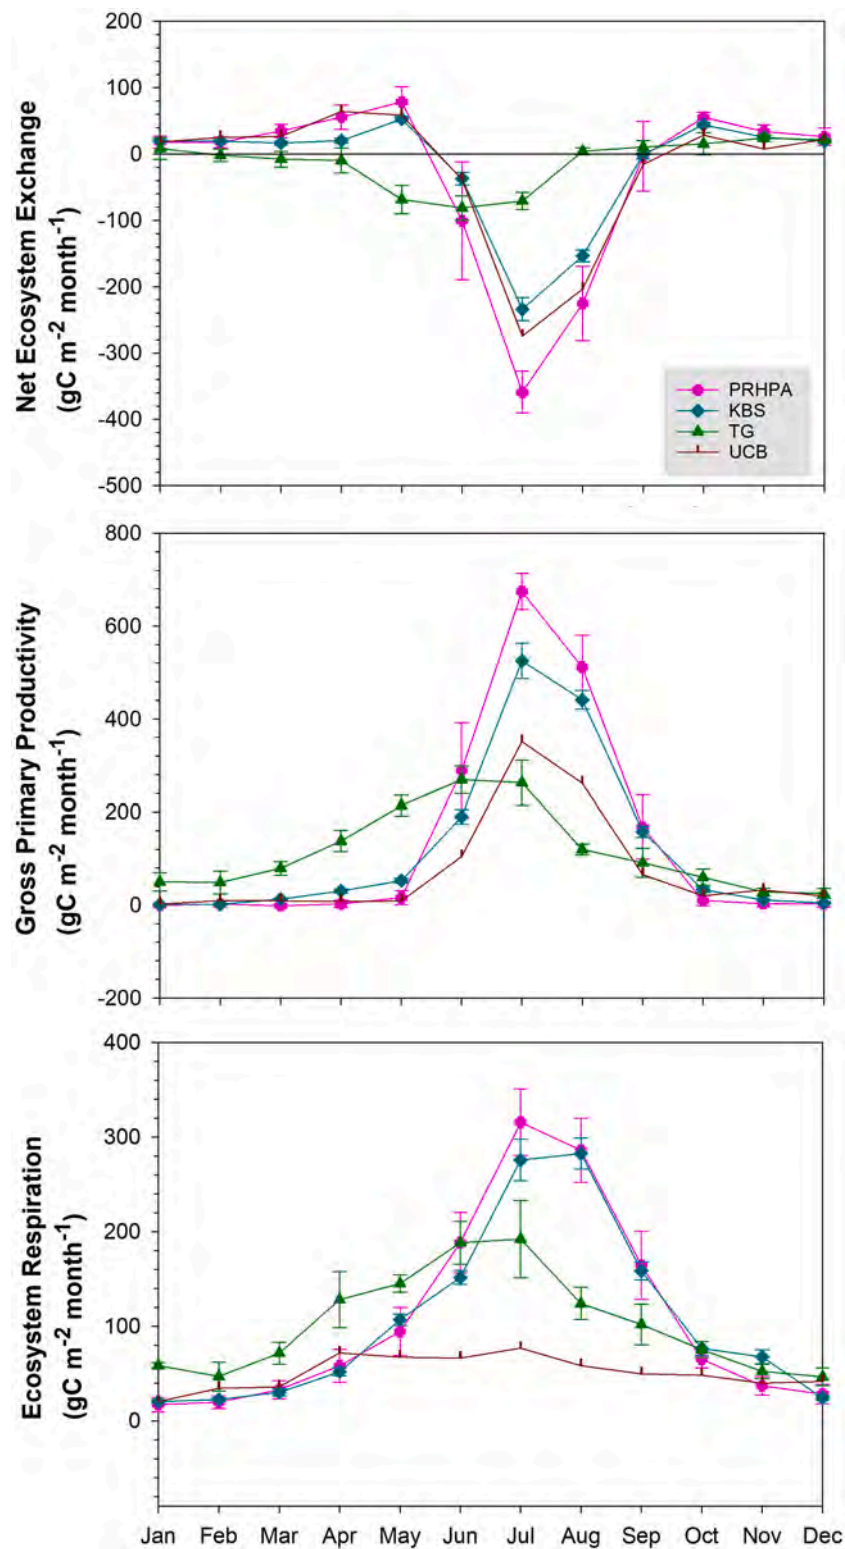 200
100
0
-100
-200
-300
-400
-500
Net Ecosystem Exchange
(gC m-2 month-1)
PRHPA
KBS
TG
UCB
800
600
400
200
0
-200
Gross Primary Productivity
(gC m-2 month-1)
400
300
200
100
0
Ecosystem Respiration
(gC m-2 month-1)
Jan Feb Mar Apr May Jun Jul Aug Sep Oct Nov Dec